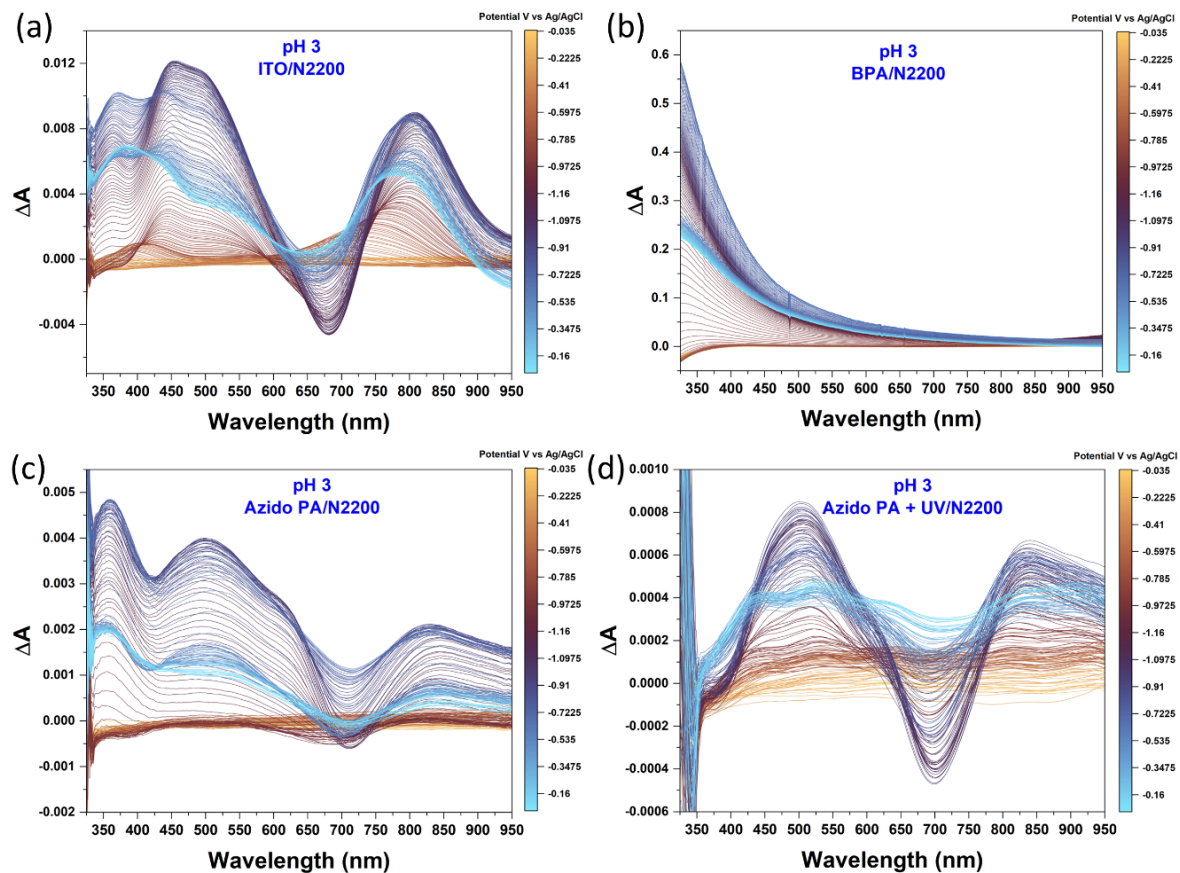 (a)
Potential V vs Ag/AgCl
pH 3
ITO/N2200
0.012
0.008
0.004
0.000
-0.004
ΔA
350 400 450 500 550 600 650 700 750 800 850 900 950
Wavelength (nm)
-0.035
-0.2225
-0.41
-0.5975
-0.785
-0.9725
-1.16
-1.0975
-0.91
-0.7225
-0.535
-0.3475
-0.16
(b)
Potential V vs Ag/AgCl
pH 3
BPA/N2200
0.6
0.5
0.4
0.3
0.2
0.1
0.0
ΔA
350 400 450 500 550 600 650 700 750 800 850 900 950
Wavelength (nm)
-0.035
-0.2225
-0.41
-0.5975
-0.785
-0.9725
-1.16
-1.0975
-0.91
-0.7225
-0.535
-0.3475
-0.16
(c)
Potential V vs Ag/AgCl
pH 3
Azido PA/N2200
0.005
0.004
0.003
0.002
0.001
0.000
-0.001
-0.002
ΔA
350 400 450 500 550 600 650 700 750 800 850 900 950
Wavelength (nm)
-0.035
-0.2225
-0.41
-0.5975
-0.785
-0.9725
-1.16
-1.0975
-0.91
-0.7225
-0.535
-0.3475
-0.16
(d)
Potential V vs Ag/AgCl
pH 3
Azido PA + UV/N2200
0.0010
0.0008
0.0006
0.0004
0.0002
0.0000
-0.0002
-0.0004
-0.0006
ΔA
350 400 450 500 550 600 650 700 750 800 850 900 950
Wavelength (nm)
-0.035
-0.2225
-0.41
-0.5975
-0.785
-0.9725
-1.16
-1.0975
-0.91
-0.7225
-0.535
-0.3475
-0.16